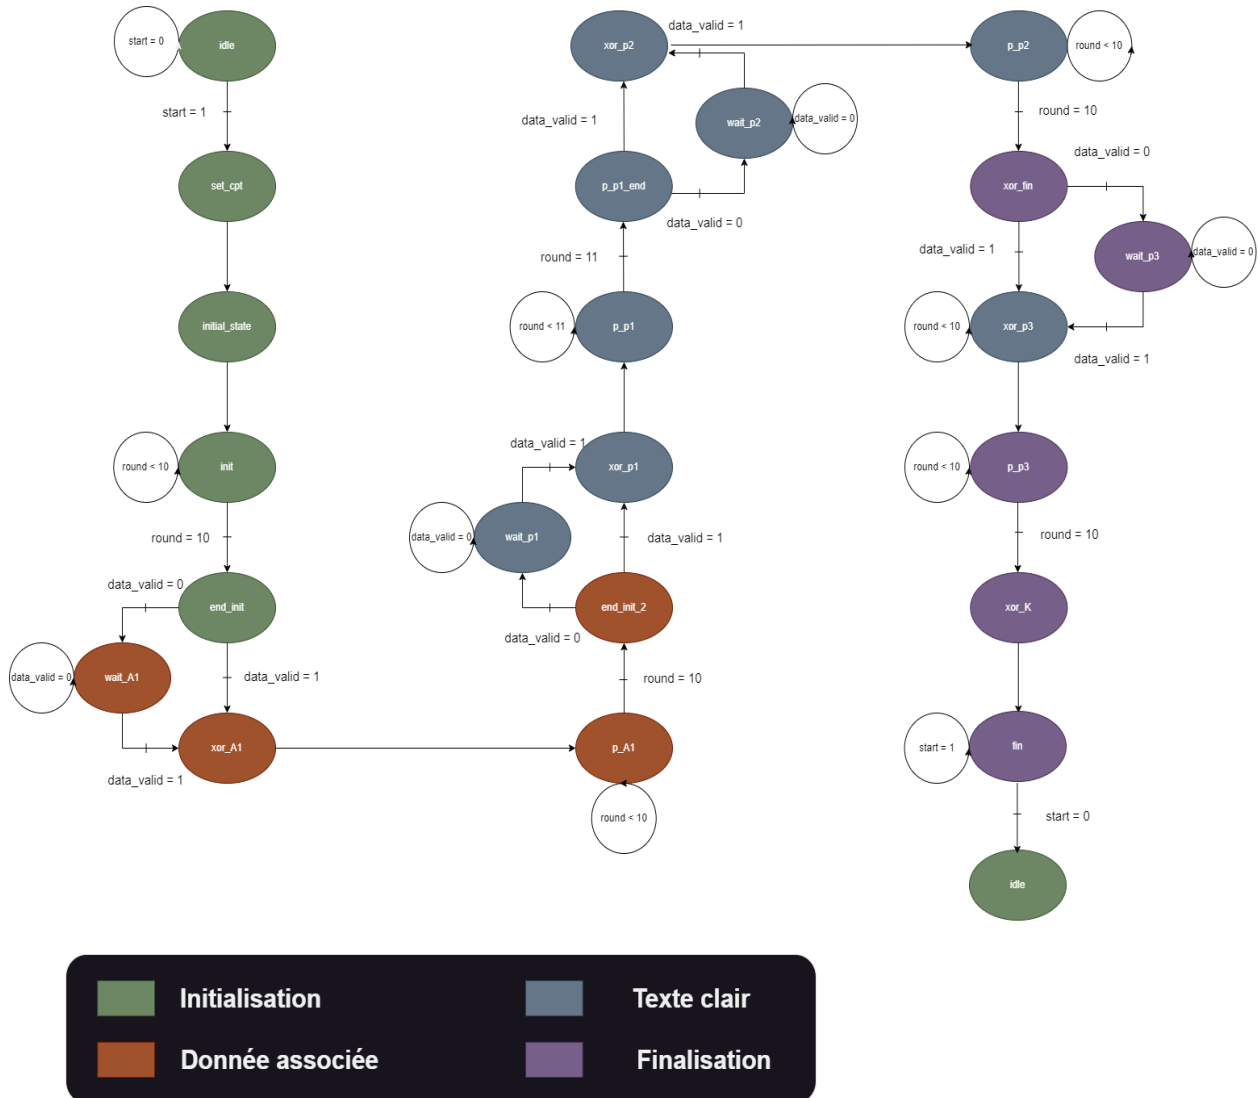 idle
start = 0
start = 1
set_cpt
initial_state
init
round < 10
round = 10
data_valid = 0
end_init
wait_A1
data_valid = 0
data_valid = 1
xor_A1
data_valid = 1
p_A1
round < 10
round = 10
end_init_2
data_valid = 0
data_valid = 1
wait_p1
data_valid = 0
data_valid = 1
xor_p1
p_p1
round < 11
round = 11
p_p1_end
data_valid = 0
data_valid = 1
wait_p2
data_valid = 0
data_valid = 1
xor_p2
p_p2
round < 10
round = 10
xor_fin
data_valid = 0
data_valid = 1
wait_p3
data_valid = 0
data_valid = 1
xor_p3
round < 10
p_p3
round < 10
round = 10
xor_K
fin
start = 1
start = 0
idle
Initialisation
Texte clair
Donnée associée
Finalisation